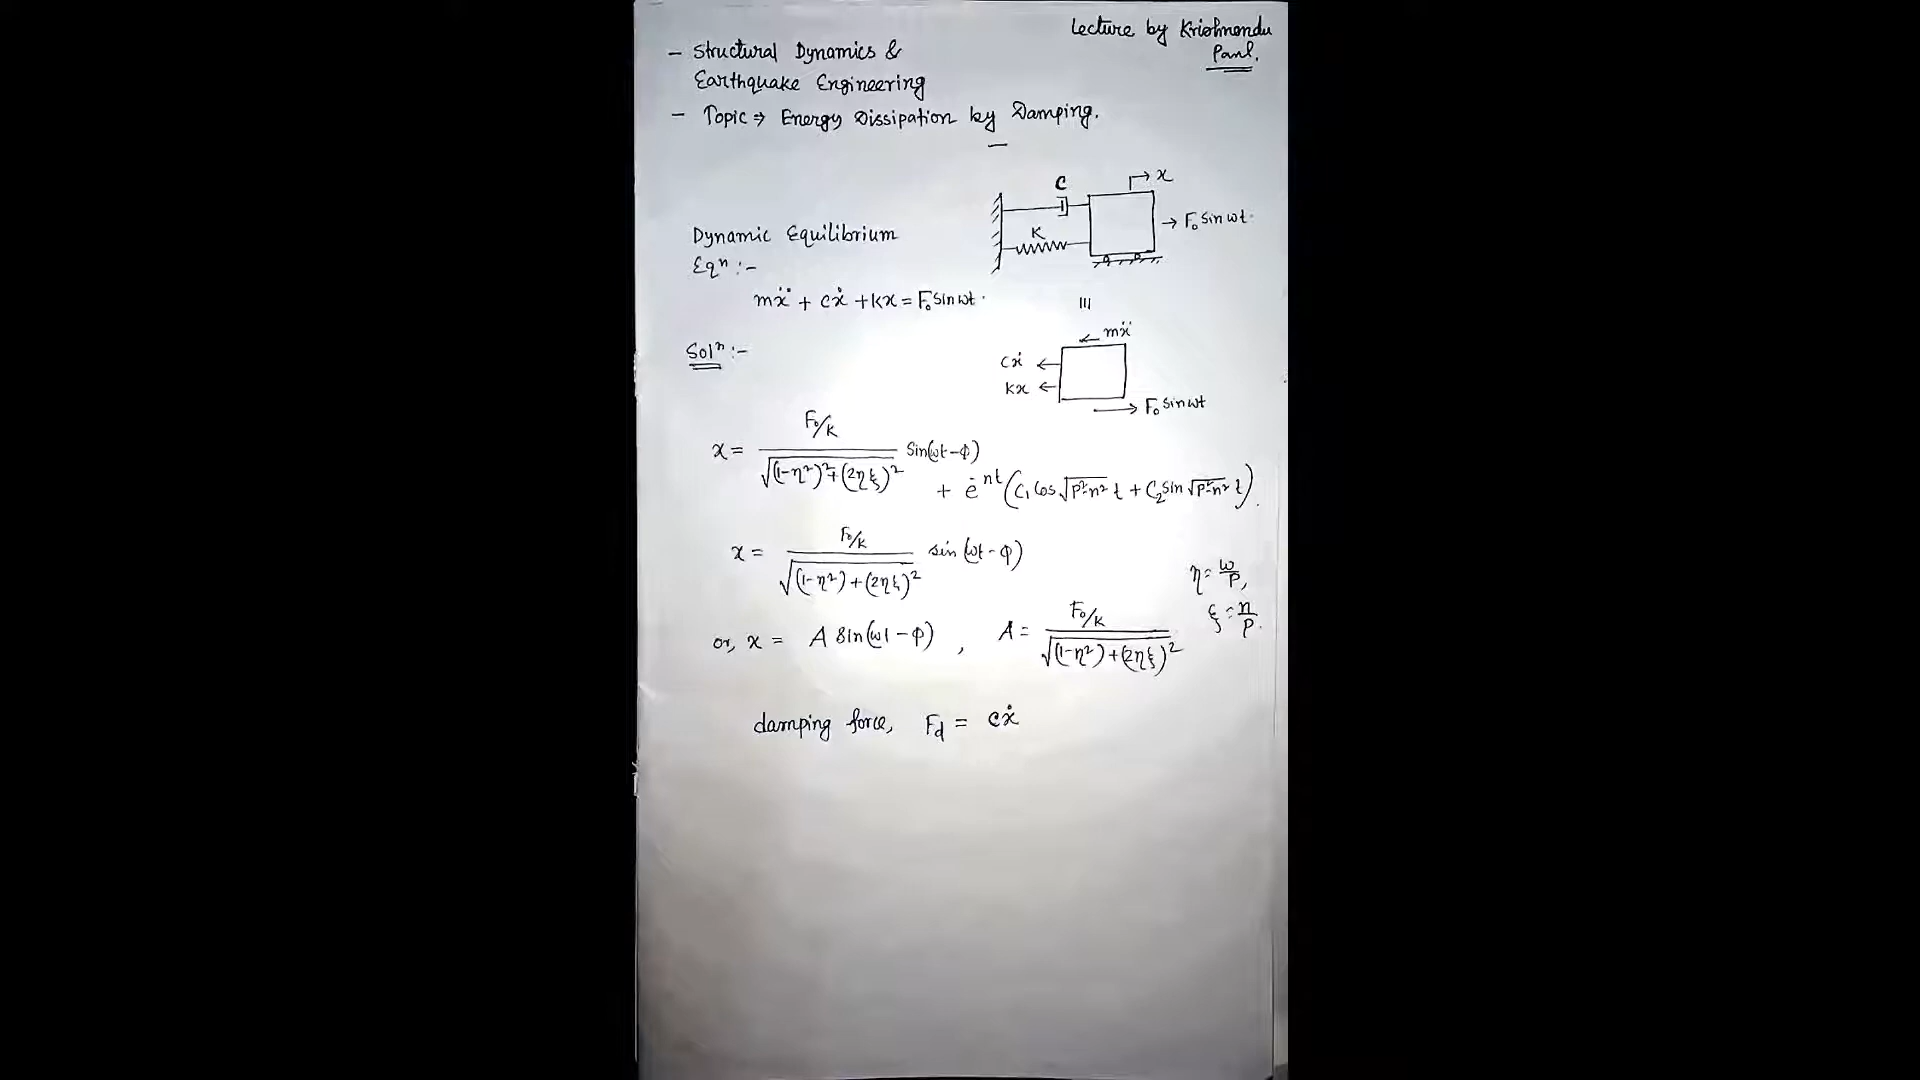 Lecture by Krishnendu
Paul.
- Structural Dynamics &
Earthquake Engineering
- Topic ⇒ Energy Dissipation by Damping.
C
→ x
K
→ F₀ sin ωt.
Dynamic Equilibrium
Eqⁿ :-
mẍ + cẋ + kx = F₀ sin ωt.
|||
← mẍ
cẋ ←
kx ←
→ F₀ sin ωt
Solⁿ :-
x = (F₀/k) / √((1-η²)² + (2ηξ)²) sin(ωt-φ)
+ e⁻ⁿᵗ (C₁ cos √(p²-n²) t + C₂ sin √(p²-n²) t).
x = (F₀/k) / √((1-η²) + (2ηξ)²) sin (ωt-φ)
η = ω/p,
ξ = n/p.
or, x = A sin(ωt-φ) , A = (F₀/k) / √((1-η²) + (2ηξ)²)
damping force, F_d = cẋ